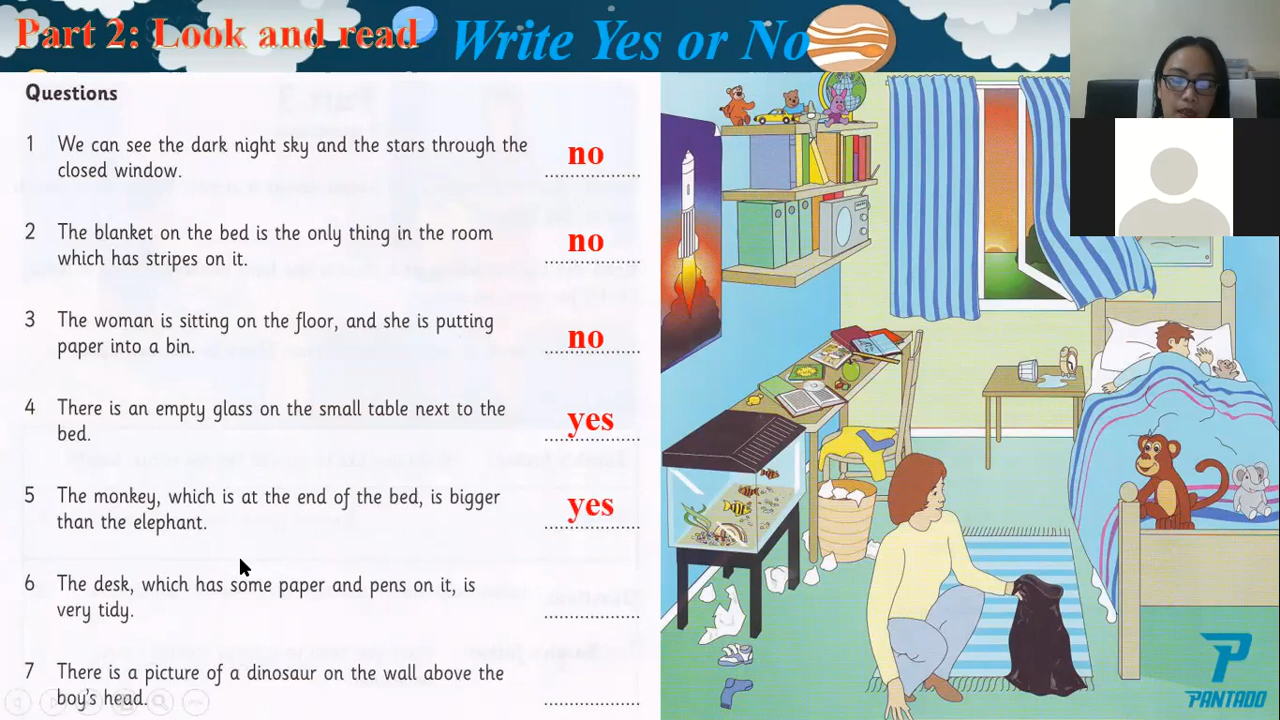 Part 2: Look and read
Write Yes or No
Questions
1 We can see the dark night sky and the stars through the
closed window.
no
2 The blanket on the bed is the only thing in the room
which has stripes on it.
no
3 The woman is sitting on the floor, and she is putting
paper into a bin.
no
4 There is an empty glass on the small table next to the
bed.
yes
5 The monkey, which is at the end of the bed, is bigger
than the elephant.
yes
6 The desk, which has some paper and pens on it, is
very tidy.
7 There is a picture of a dinosaur on the wall above the
boy's head.
PANTADO